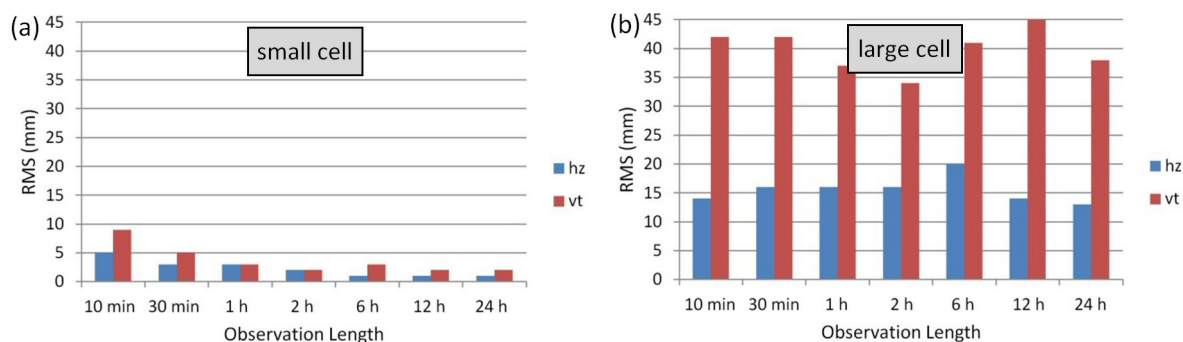 (a)
small cell
45
40
35
30
25
20
15
10
5
0
RMS (mm)
10 min 30 min 1 h 2 h 6 h 12 h 24 h
Observation Length
hz
vt
(b)
large cell
45
40
35
30
25
20
15
10
5
0
RMS (mm)
10 min 30 min 1 h 2 h 6 h 12 h 24 h
Observation Length
hz
vt